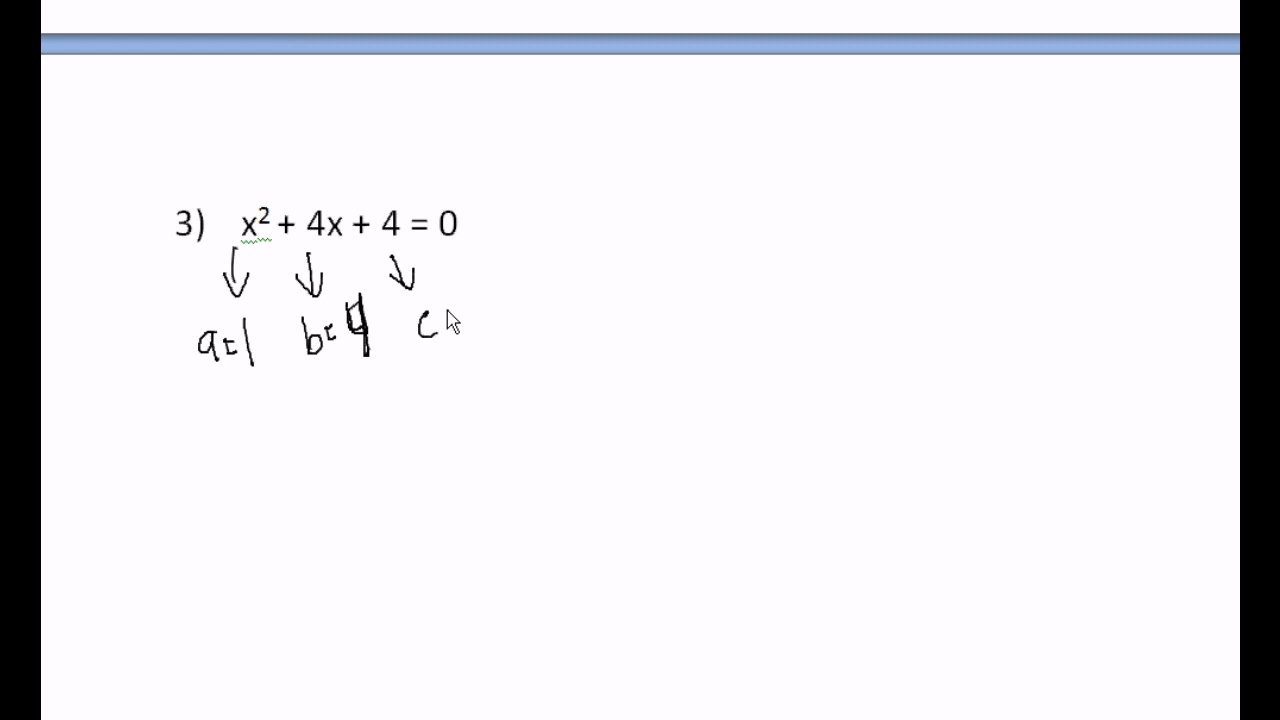 3) x² + 4x + 4 = 0
a=1 b=4 c